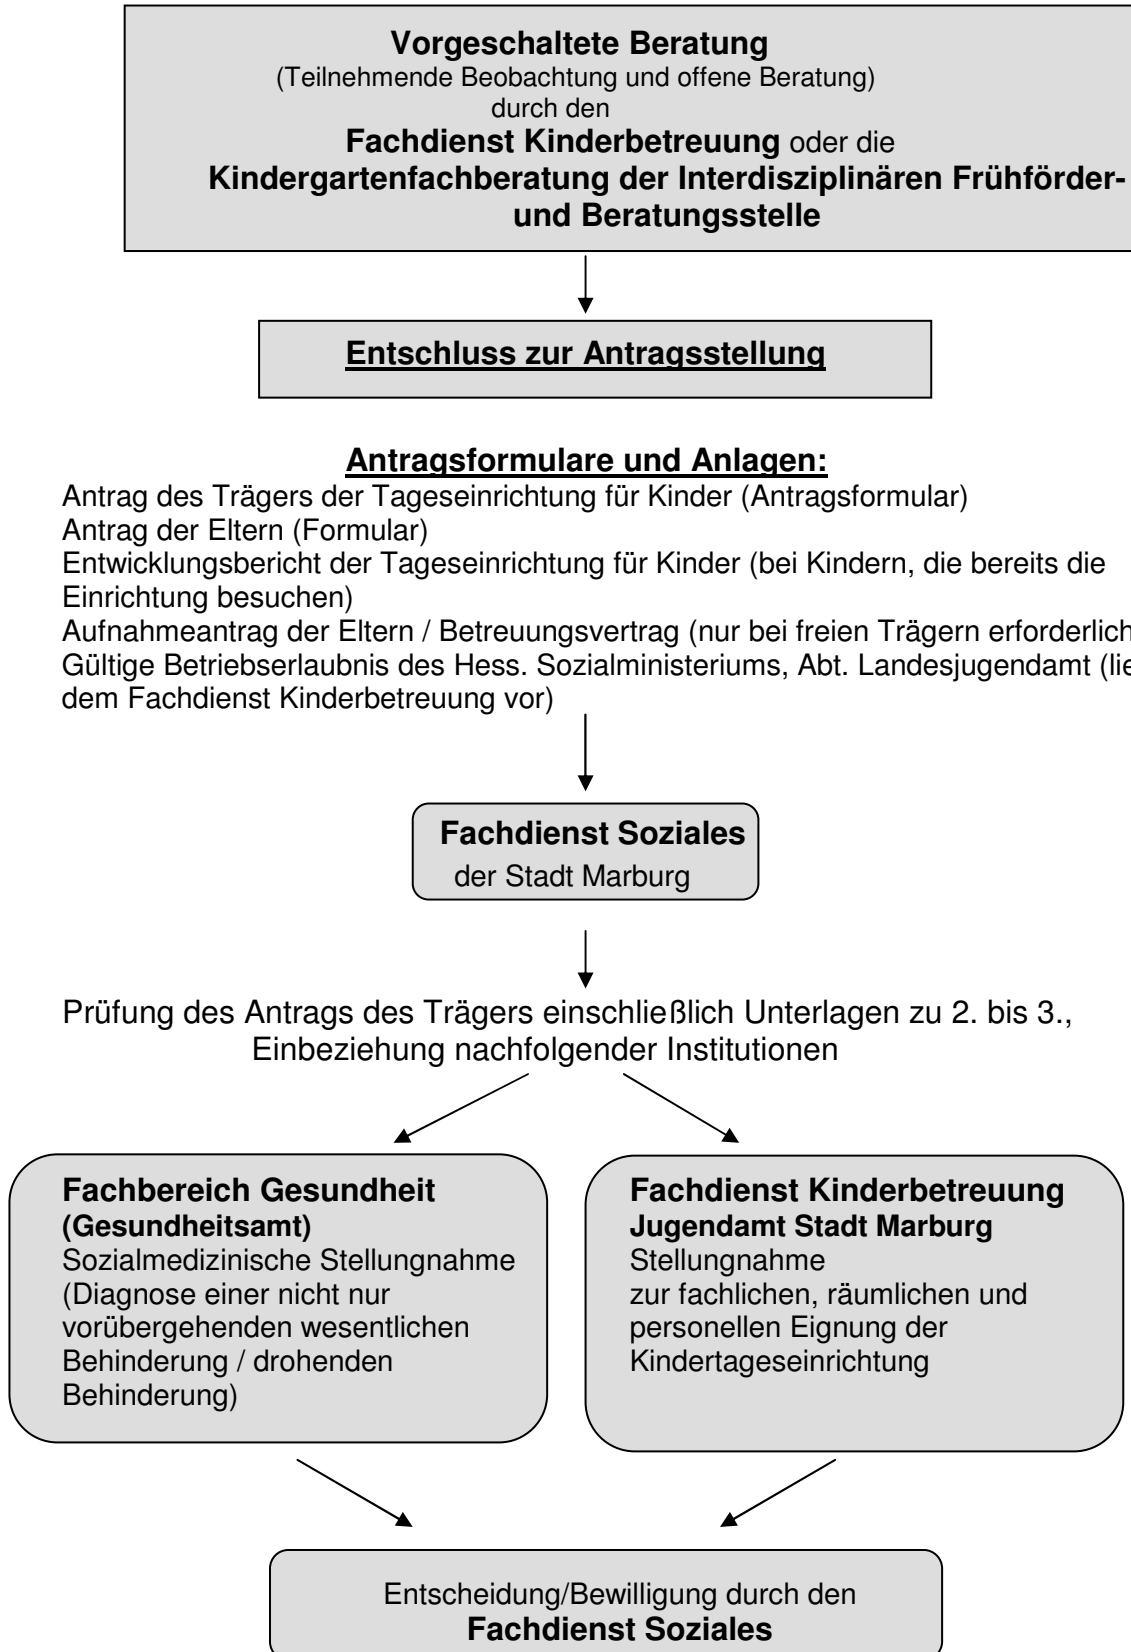 Vorgeschaltete Beratung
(Teilnehmende Beobachtung und offene Beratung)
durch den
Fachdienst Kinderbetreuung oder die
Kindergartenfachberatung der Interdisziplinären Frühförder-
und Beratungsstelle
Entschluss zur Antragsstellung
Antragsformulare und Anlagen:
Antrag des Trägers der Tageseinrichtung für Kinder (Antragsformular)
Antrag der Eltern (Formular)
Entwicklungsbericht der Tageseinrichtung für Kinder (bei Kindern, die bereits die
Einrichtung besuchen)
Aufnahmeantrag der Eltern / Betreuungsvertrag (nur bei freien Trägern erforderlich
Gültige Betriebserlaubnis des Hess. Sozialministeriums, Abt. Landesjugendamt
dem Fachdienst Kinderbetreuung vor)
Fachdienst Soziales
der Stadt Marburg
Prüfung des Antrags des Trägers einschließlich Unterlagen zu 2. bis 3.,
Einbeziehung nachfolgender Institutionen
Fachbereich Gesundheit
(Gesundheitsamt)
Sozialmedizinische Stellungnahme
(Diagnose einer nicht nur
vorübergehenden wesentlichen
Behinderung / drohenden
Behinderung)
Fachdienst Kinderbetreuung
Jugendamt Stadt Marburg
Stellungnahme
zur fachlichen, räumlichen und
personellen Eignung der
Kindertageseinrichtung
Entscheidung/Bewilligung durch den
Fachdienst Soziales